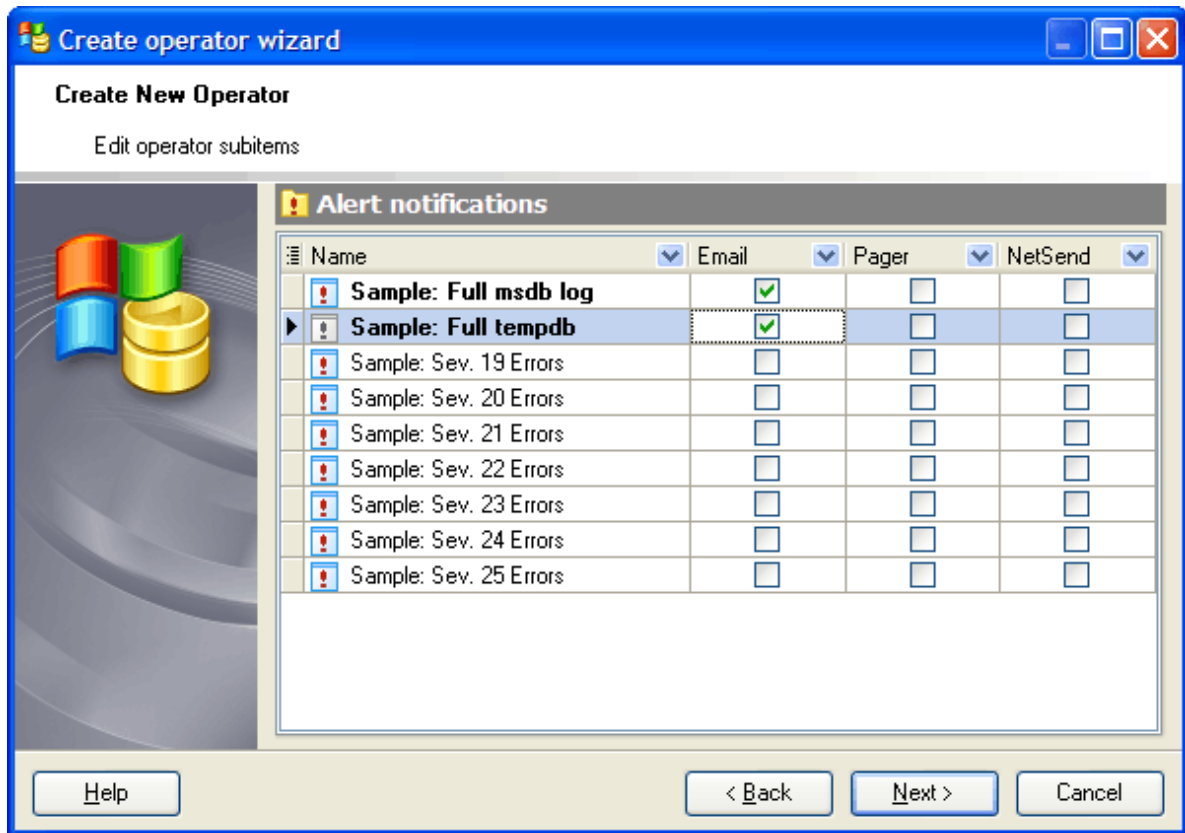 Create operator wizard
Create New Operator
Edit operator subitems
Alert notifications
Name Email Pager NetSend
Sample: Full msdb log
Sample: Full tempdb
Sample: Sev. 19 Errors
Sample: Sev. 20 Errors
Sample: Sev. 21 Errors
Sample: Sev. 22 Errors
Sample: Sev. 23 Errors
Sample: Sev. 24 Errors
Sample: Sev. 25 Errors
Help < Back Next > Cancel